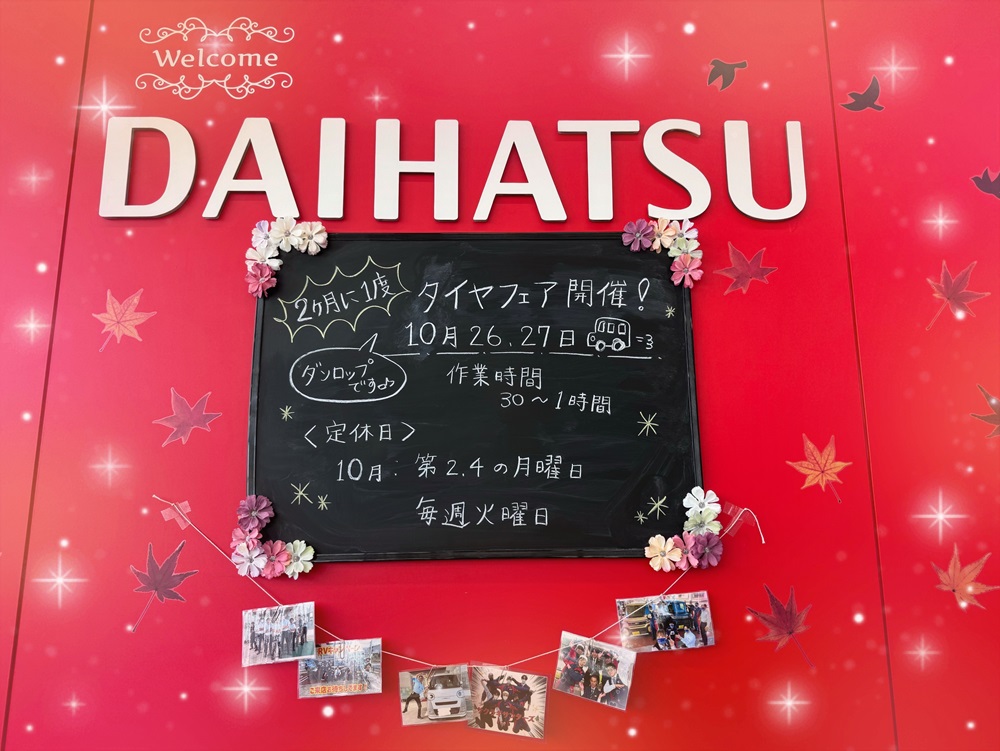 Welcome
DAIHATSU
2ヶ月に1度
タイヤフェア開催!
10月26.27日
ダンロップ
です♪
作業時間
30〜1時間
<定休日>
10月:第2.4の月曜日
毎週火曜日